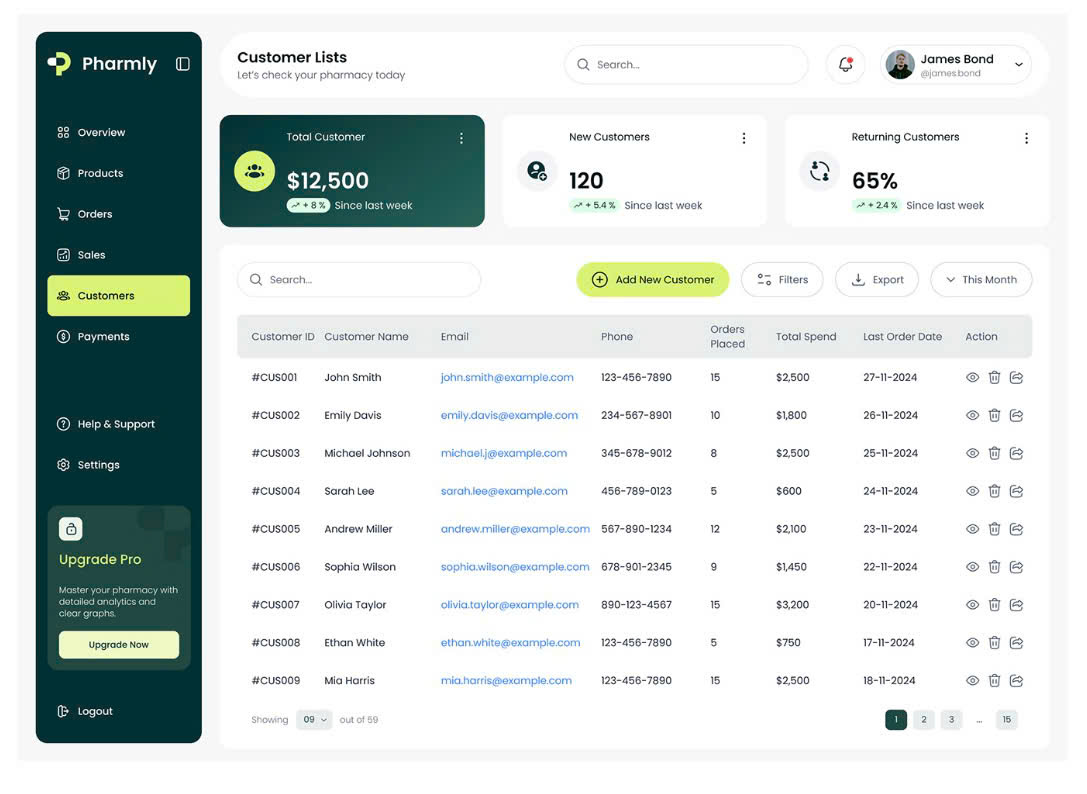 Pharmly
Overview
Products
Orders
Sales
Customers
Payments
Help & Support
Settings
Upgrade Pro
Master your pharmacy with
detailed analytics and
clear graphs.
Upgrade Now
Logout
Customer Lists
Let's check your pharmacy today
Search...
James Bond
@james.bond
Total Customer
$12,500
+ 8 % Since last week
New Customers
120
+ 5.4 % Since last week
Returning Customers
65%
+ 2.4 % Since last week
Search...
Add New Customer
Filters
Export
This Month
Customer ID Customer Name Email Phone Orders Placed Total Spend Last Order Date Action
#CUS001 John Smith john.smith@example.com 123-456-7890 15 $2,500 27-11-2024
#CUS002 Emily Davis emily.davis@example.com 234-567-8901 10 $1,800 26-11-2024
#CUS003 Michael Johnson michael.j@example.com 345-678-9012 8 $2,500 25-11-2024
#CUS004 Sarah Lee sarah.lee@example.com 456-789-0123 5 $600 24-11-2024
#CUS005 Andrew Miller andrew.miller@example.com 567-890-1234 12 $2,100 23-11-2024
#CUS006 Sophia Wilson sophia.wilson@example.com 678-901-2345 9 $1,450 22-11-2024
#CUS007 Olivia Taylor olivia.taylor@example.com 890-123-4567 15 $3,200 20-11-2024
#CUS008 Ethan White ethan.white@example.com 123-456-7890 5 $750 17-11-2024
#CUS009 Mia Harris mia.harris@example.com 123-456-7890 15 $2,500 18-11-2024
Showing 09 out of 59
1 2 3 ... 15